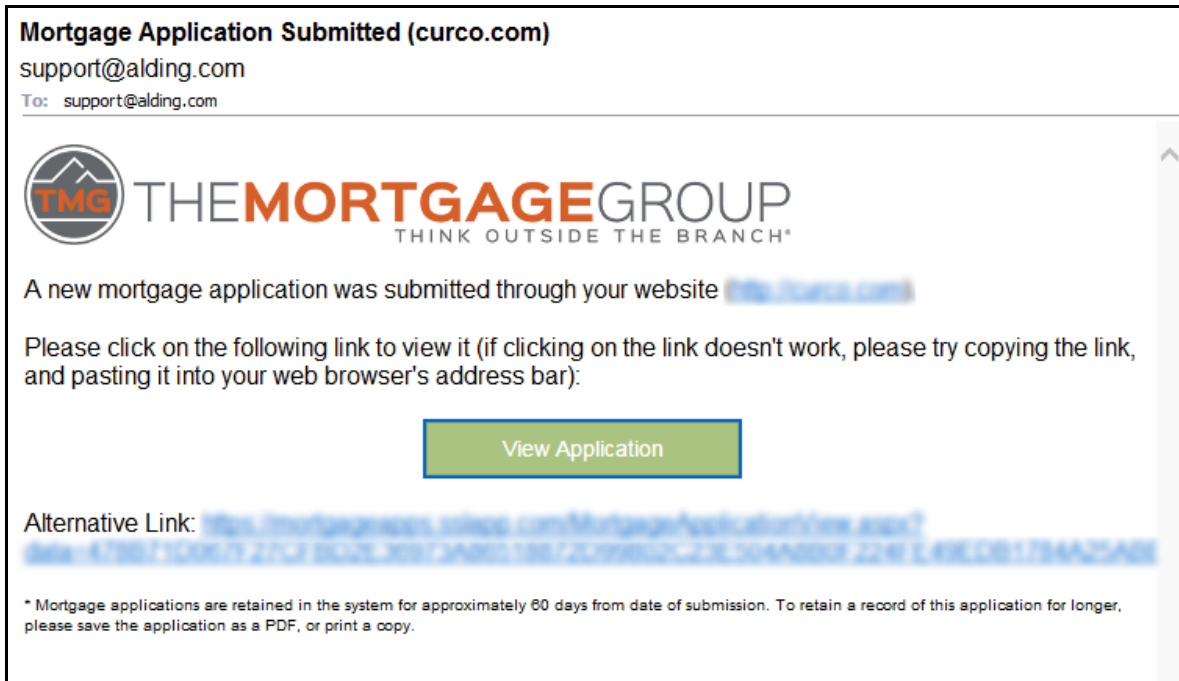 Mortgage Application Submitted (curco.com)
support@alding.com
To: support@alding.com
TMG THEMORTGAGEGROUP
THINK OUTSIDE THE BRANCH®
A new mortgage application was submitted through your website (http://curco.com).
Please click on the following link to view it (if clicking on the link doesn't work, please try copying the link,
and pasting it into your web browser's address bar):
View Application
Alternative Link:
* Mortgage applications are retained in the system for approximately 60 days from date of submission. To retain a record of this application for longer,
please save the application as a PDF, or print a copy.